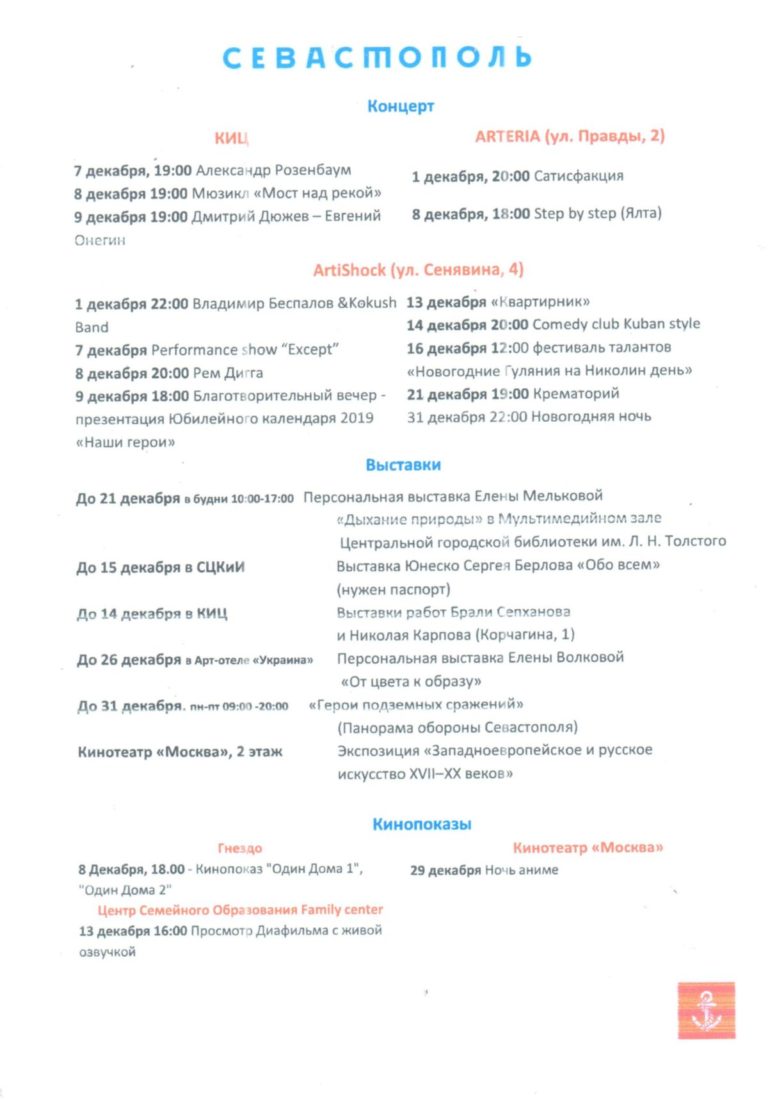 СЕВАСТОПОЛЬ
Концерт
КИЦ
7 декабря, 19:00 Александр Розенбаум
8 декабря 19:00 Мюзикл «Мост над рекой»
9 декабря 19:00 Дмитрий Дюжев – Евгений
Онегин
ARTERIA (ул. Правды, 2)
1 декабря, 20:00 Сатисфакция
8 декабря, 18:00 Step by step (Ялта)
ArtiShock (ул. Сенявина, 4)
1 декабря 22:00 Владимир Беспалов &Kokush
Band
7 декабря Performance show “Except”
8 декабря 20:00 Рем Дигга
9 декабря 18:00 Благотворительный вечер -
презентация Юбилейного календаря 2019
«Наши герои»
13 декабря «Квартирник»
14 декабря 20:00 Comedy club Kuban style
16 декабря 12:00 фестиваль талантов
«Новогодние Гуляния на Николин день»
21 декабря 19:00 Крематорий
31 декабря 22:00 Новогодняя ночь
Выставки
До 21 декабря в будни 10:00-17:00 Персональная выставка Елены Мельковой
«Дыхание природы» в Мультимедийном зале
Центральной городской библиотеки им. Л. Н. Толстого
До 15 декабря в СЦКиИ Выставка Юнеско Сергея Берлова «Обо всем»
(нужен паспорт)
До 14 декабря в КИЦ Выставки работ Брали Сепханова
и Николая Карпова (Корчагина, 1)
До 26 декабря в Арт-отеле «Украина» Персональная выставка Елены Волковой
«От цвета к образу»
До 31 декабря. пн-пт 09:00 -20:00 «Герои подземных сражений»
(Панорама обороны Севастополя)
Кинотеатр «Москва», 2 этаж Экспозиция «Западноевропейское и русское
искусство XVII–XX веков»
Кинопоказы
Гнездо
8 Декабря, 18.00 - Кинопоказ "Один Дома 1",
"Один Дома 2"
Центр Семейного Образования Family center
13 декабря 16:00 Просмотр Диафильма с живой
озвучкой
Кинотеатр «Москва»
29 декабря Ночь аниме